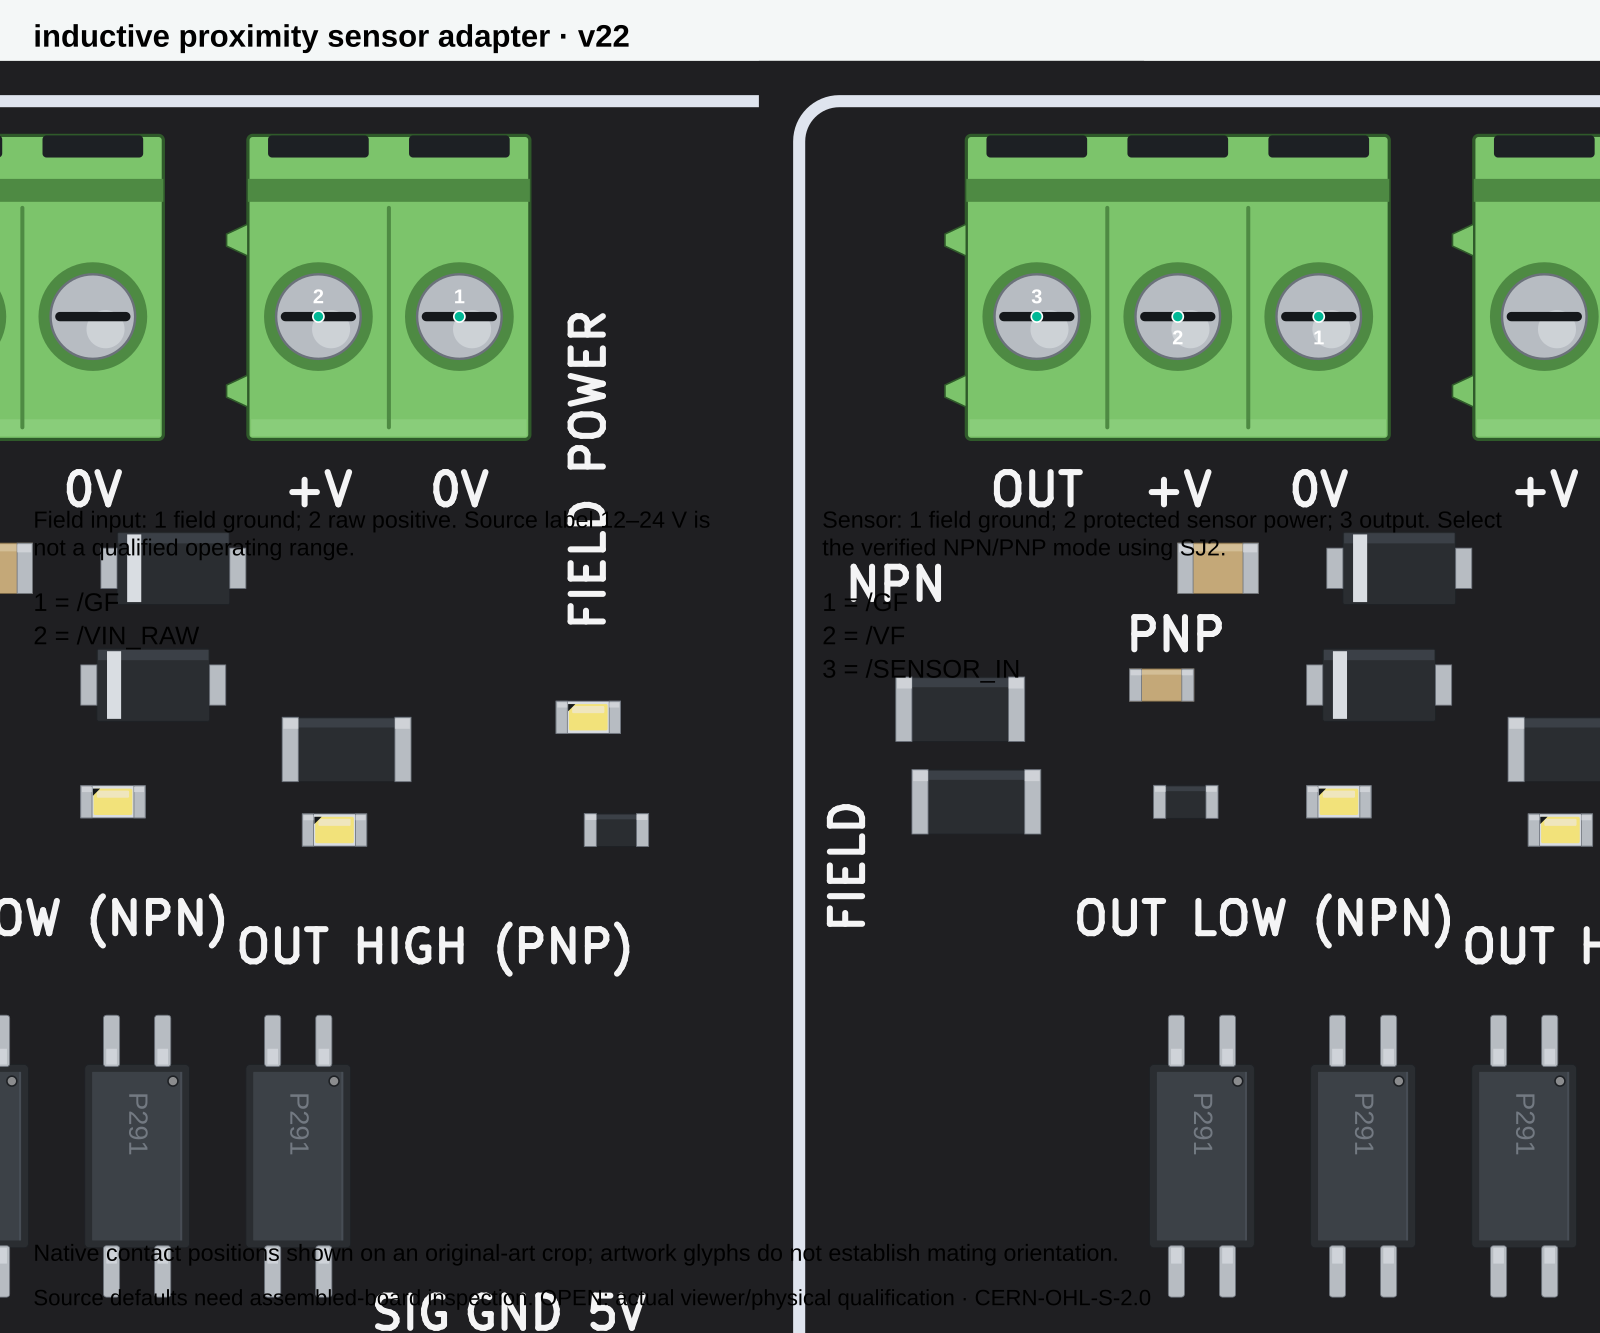 inductive proximity sensor adapter · v22
2 1
3 2 1
0V +V 0V
OUT +V 0V +V
FIELD POWER
Field input: 1 field ground; 2 raw positive. Source label 12–24 V is
not a qualified operating range.
1 = /GF
2 = /VIN_RAW
Sensor: 1 field ground; 2 protected sensor power; 3 output. Select
the verified NPN/PNP mode using SJ2.
NPN
PNP
1 = /GF
2 = /VF
3 = /SENSOR_IN
FIELD
OW (NPN)
OUT HIGH (PNP)
OUT LOW (NPN)
OUT H
P291
P291
P291
P291
P291
Native contact positions shown on an original-art crop; artwork glyphs do not establish mating orientation.
Source defaults need assembled-board inspection. OPEN: actual viewer/physical qualification · CERN-OHL-S-2.0
SIG GND 5V